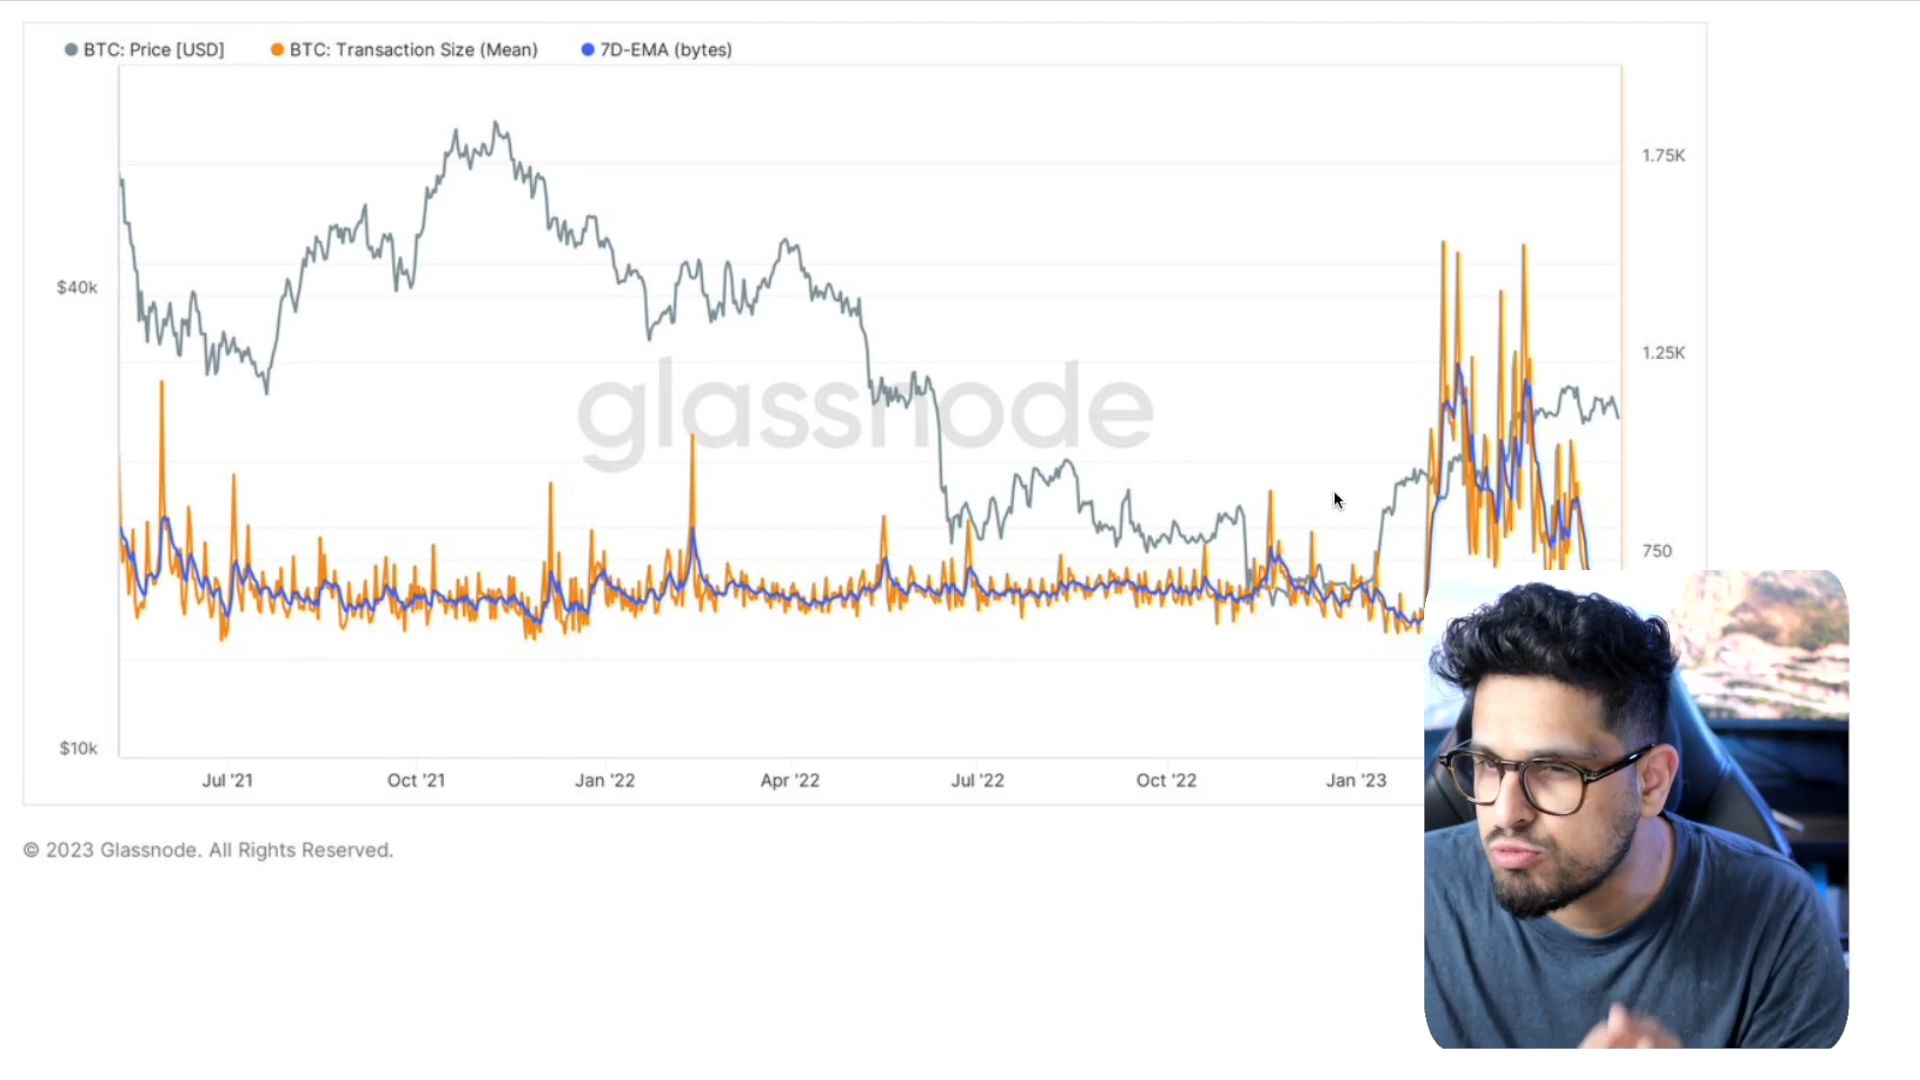 BTC: Price [USD] BTC: Transaction Size (Mean) 7D-EMA (bytes)
1.75K
$40k
1.25K
glassnode
750
$10k
Jul '21 Oct '21 Jan '22 Apr '22 Jul '22 Oct '22 Jan '23
© 2023 Glassnode. All Rights Reserved.